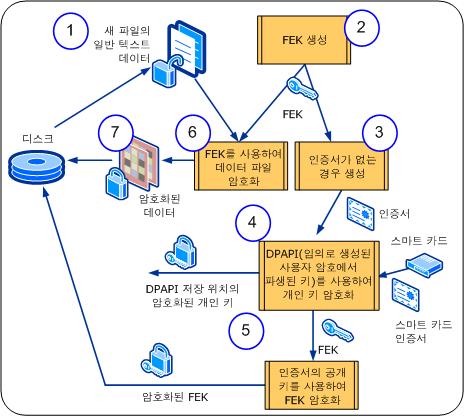 1
새 파일의
일반 텍스트
데이터
2
FEK 생성
FEK
디스크
7
암호화된
데이터
6
FEK를 사용하여
데이터 파일
암호화
3
인증서가 없는
경우 생성
인증서
4
DPAPI(임의로 생성된
사용자 암호에서
파생된 키)를 사용하여
개인 키 암호화
스마트 카드
스마트 카드
인증서
DPAPI 저장 위치의
암호화된 개인 키
5
FEK
인증서의 공개
키를 사용하여
FEK 암호화
암호화된 FEK